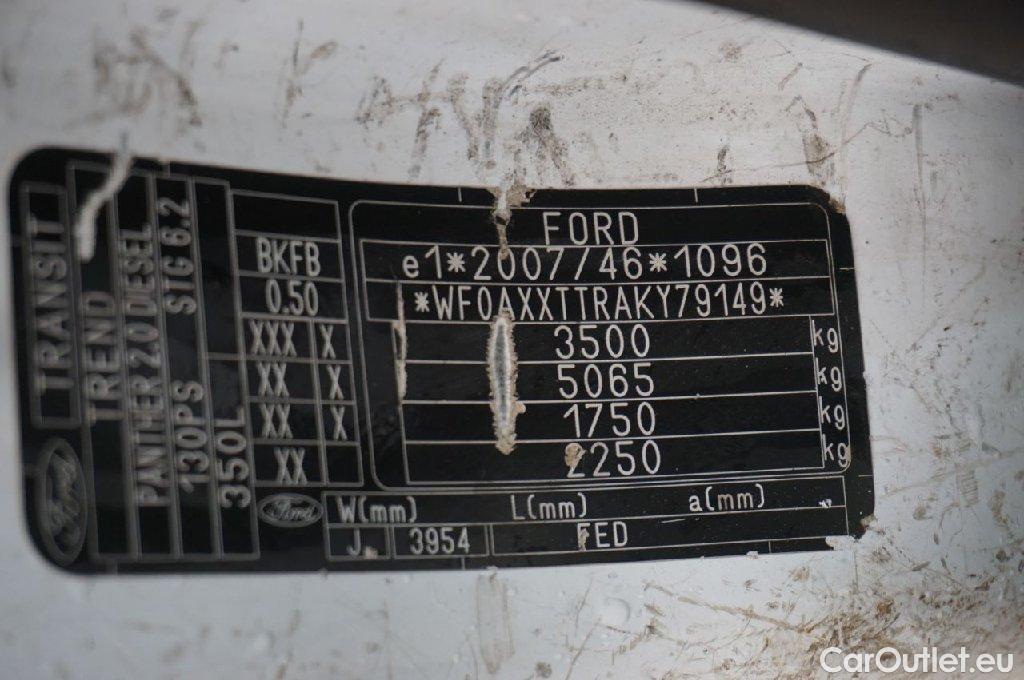 TRANSIT
TREND
PANTHER 2.0 DIESEL
130PS STG 6.2
350L
Ford
BKFB
0.50
XXX X
XX X
XX X
XX
Ford
FORD
e1*2007/46*1096
*WF0AXXTTRAKY79149*
3500 kg
5065 kg
1750 kg
2250 kg
W(mm) L(mm) a(mm)
J 3954 FED
CarOutlet.eu